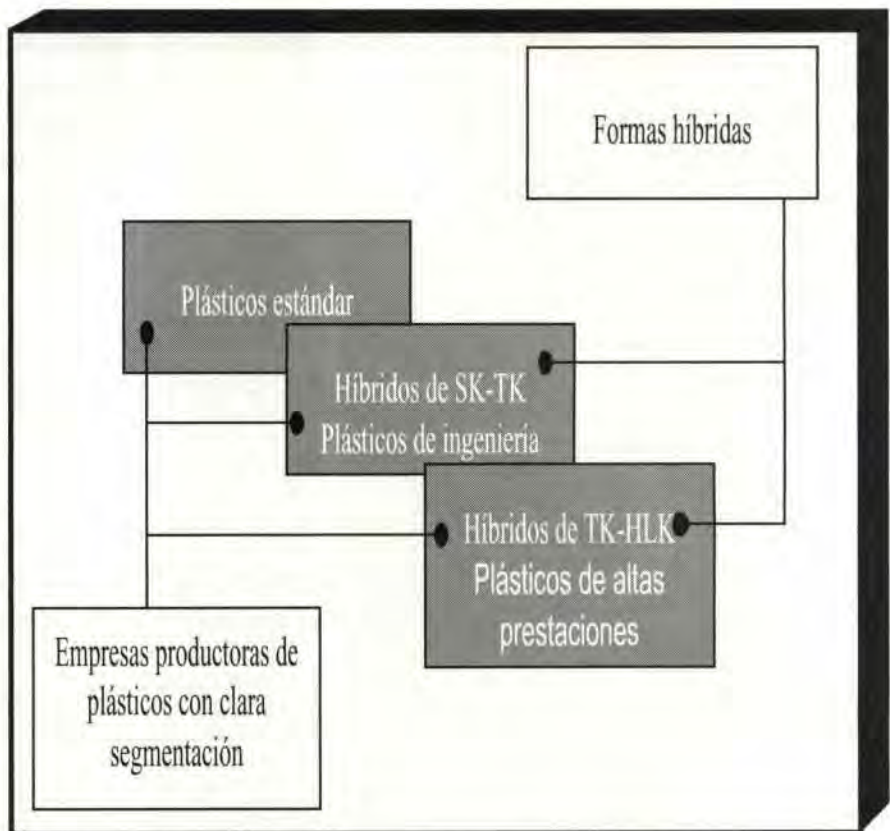 Formas híbridas
Plásticos estándar
Híbridos de SK-TK
Plásticos de ingeniería
Híbridos de TK-HLK
Plásticos de altas
prestaciones
Empresas productoras de
plásticos con clara
segmentación